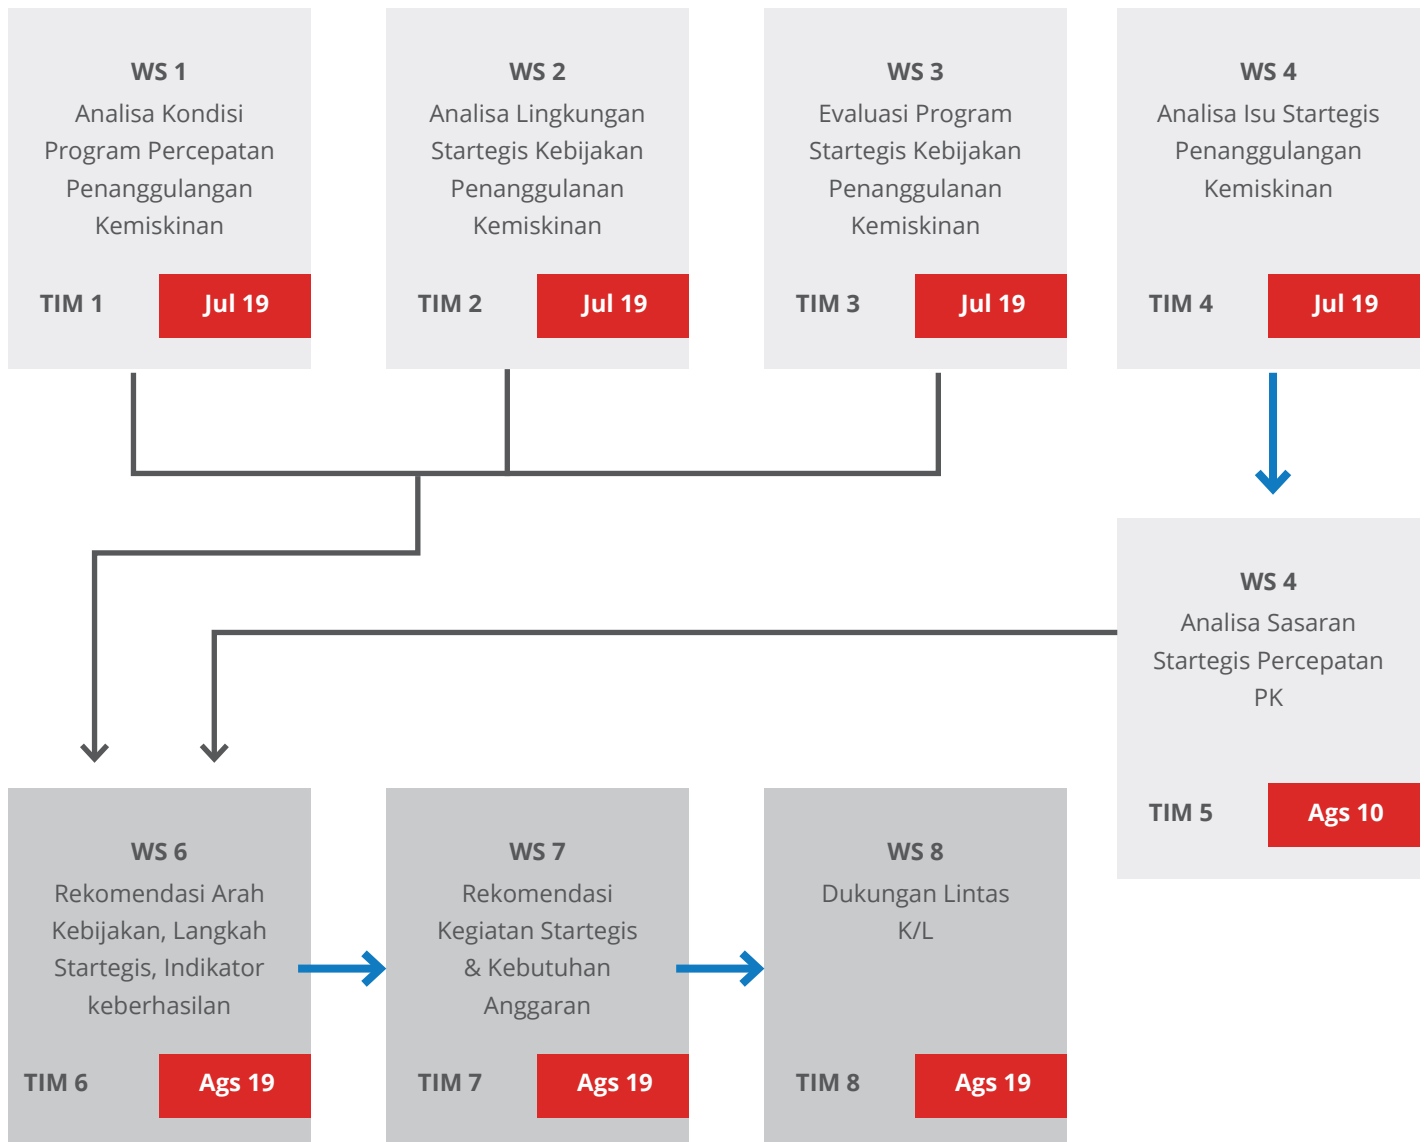 WS 1
Analisa Kondisi
Program Percepatan
Penanggulangan
Kemiskinan
TIM 1
Jul 19
WS 2
Analisa Lingkungan
Startegis Kebijakan
Penanggulanan
Kemiskinan
TIM 2
Jul 19
WS 3
Evaluasi Program
Startegis Kebijakan
Penanggulanan
Kemiskinan
TIM 3
Jul 19
WS 4
Analisa Isu Startegis
Penanggulangan
Kemiskinan
TIM 4
Jul 19
WS 4
Analisa Sasaran
Startegis Percepatan
PK
TIM 5
Ags 10
WS 6
Rekomendasi Arah
Kebijakan, Langkah
Startegis, Indikator
keberhasilan
TIM 6
Ags 19
WS 7
Rekomendasi
Kegiatan Startegis
& Kebutuhan
Anggaran
TIM 7
Ags 19
WS 8
Dukungan Lintas
K/L
TIM 8
Ags 19